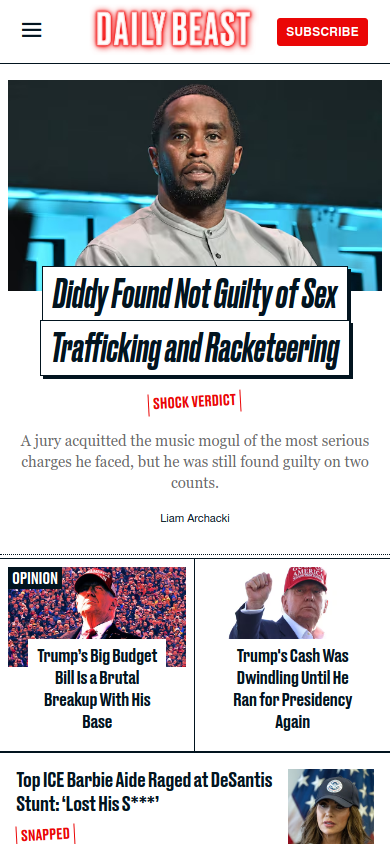 DAILY BEAST
SUBSCRIBE
Diddy Found Not Guilty of Sex
Trafficking and Racketeering
SHOCK VERDICT
A jury acquitted the music mogul of the most serious
charges he faced, but he was still found guilty on two
counts.
Liam Archacki
OPINION
Trump's Big Budget
Bill Is a Brutal
Breakup With His
Base
Trump's Cash Was
Dwindling Until He
Ran for Presidency
Again
Top ICE Barbie Aide Raged at DeSantis
Stunt: ‘Lost His S***’
SNAPPED